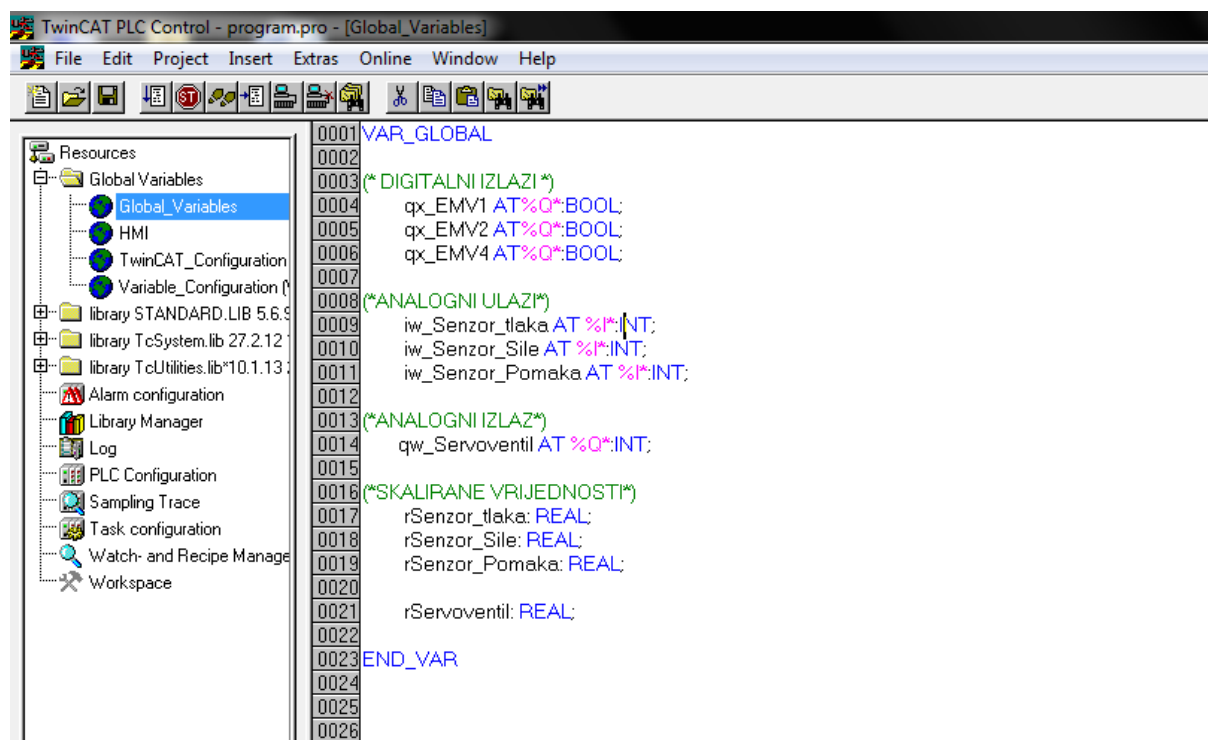 TwinCAT PLC Control - program.pro - [Global_Variables]
File Edit Project Insert Extras Online Window Help
Resources
Global Variables
Global_Variables
HMI
TwinCAT_Configuration
Variable_Configuration (
library STANDARD.LIB 5.6.9
library TcSystem.lib 27.2.12
library TcUtilities.lib*10.1.13
Alarm configuration
Library Manager
Log
PLC Configuration
Sampling Trace
Task configuration
Watch- and Recipe Manage
Workspace
0001 VAR_GLOBAL
0002
0003 (* DIGITALNI IZLAZI *)
0004 qx_EMV1 AT%Q*:BOOL;
0005 qx_EMV2 AT%Q*:BOOL;
0006 qx_EMV4 AT%Q*:BOOL;
0007
0008 (*ANALOGNI ULAZI*)
0009 iw_Senzor_tlaka AT %I*:INT;
0010 iw_Senzor_Sile AT %I*:INT;
0011 iw_Senzor_Pomaka AT %I*:INT;
0012
0013 (*ANALOGNI IZLAZ*)
0014 qw_Servoventil AT %Q*:INT;
0015
0016 (*SKALIRANE VRIJEDNOSTI*)
0017 rSenzor_tlaka: REAL;
0018 rSenzor_Sile: REAL;
0019 rSenzor_Pomaka: REAL;
0020
0021 rServoventil: REAL;
0022
0023 END_VAR
0024
0025
0026